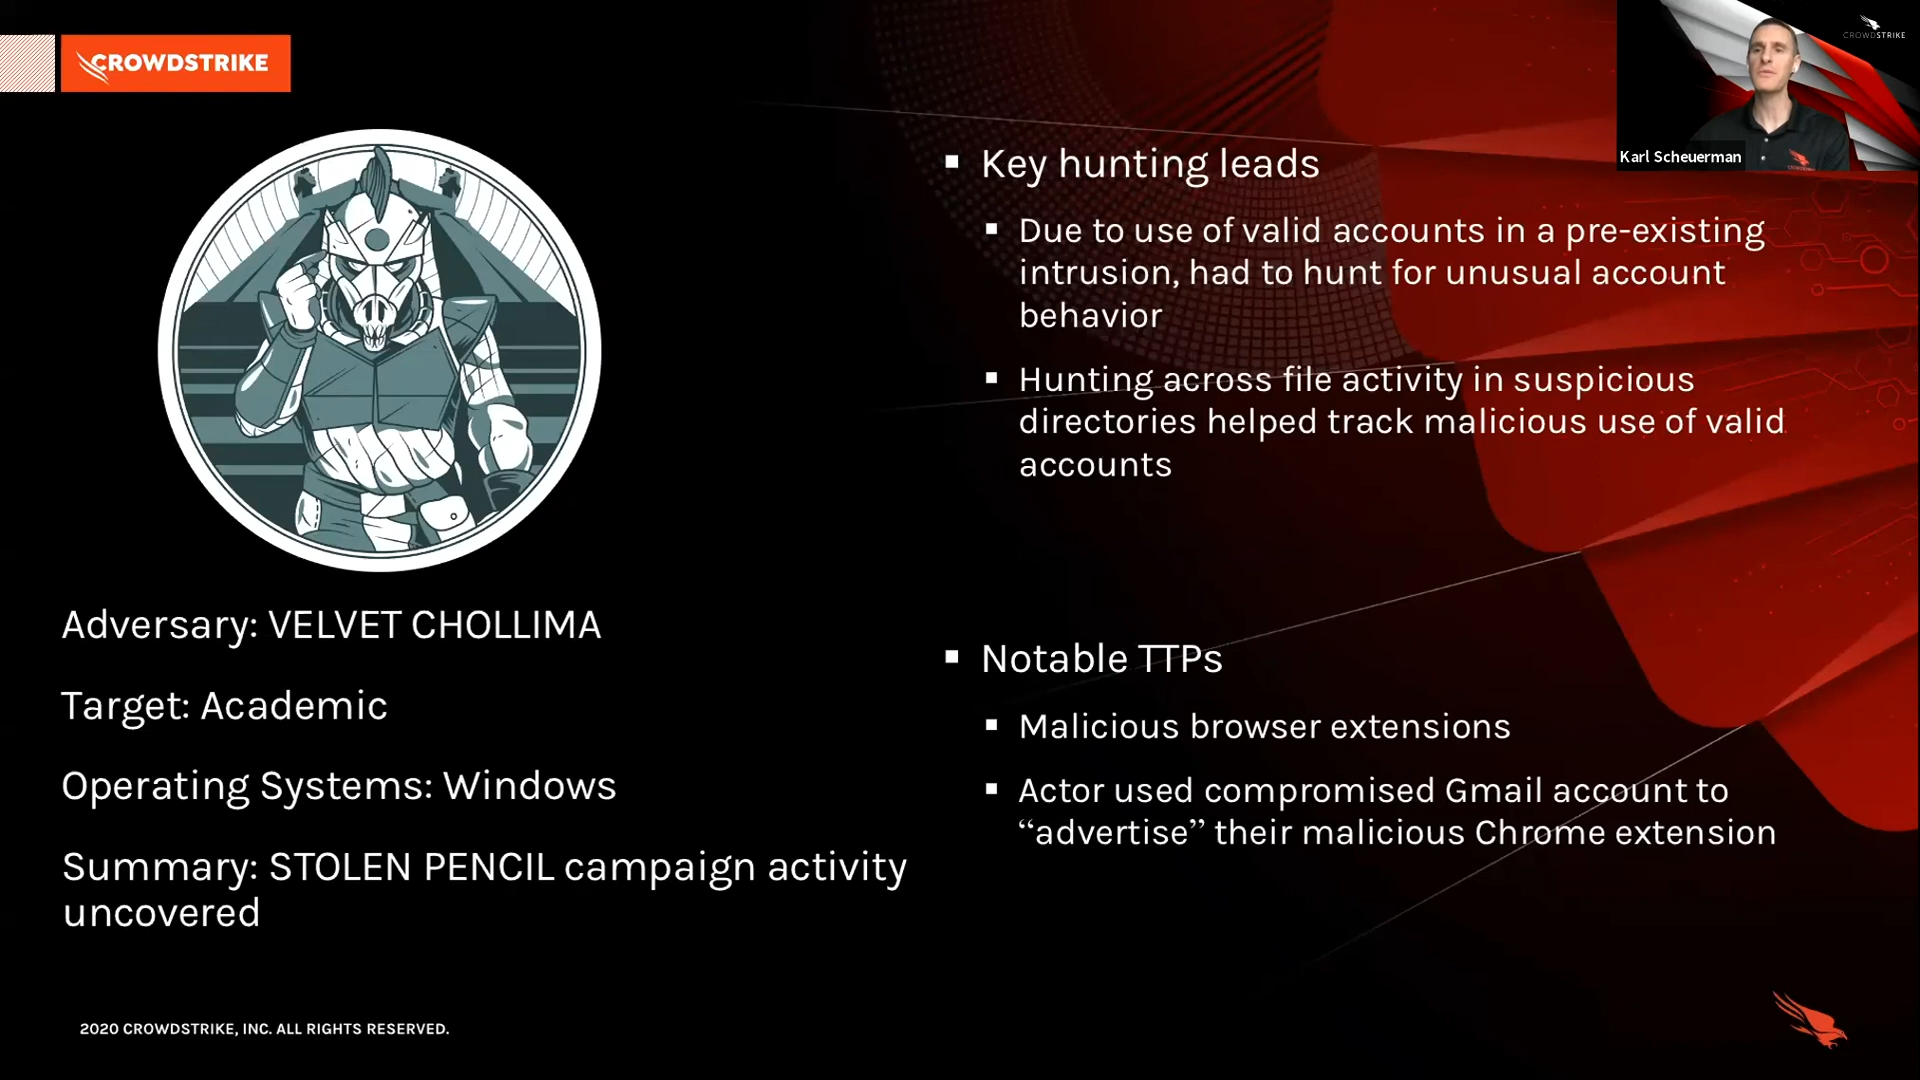 CROWDSTRIKE
CROWDSTRIKE
Karl Scheuerman
Adversary: VELVET CHOLLIMA
Target: Academic
Operating Systems: Windows
Summary: STOLEN PENCIL campaign activity
uncovered
▪ Key hunting leads
▪ Due to use of valid accounts in a pre-existing
intrusion, had to hunt for unusual account
behavior
▪ Hunting across file activity in suspicious
directories helped track malicious use of valid
accounts
▪ Notable TTPs
▪ Malicious browser extensions
▪ Actor used compromised Gmail account to
“advertise” their malicious Chrome extension
2020 CROWDSTRIKE, INC. ALL RIGHTS RESERVED.